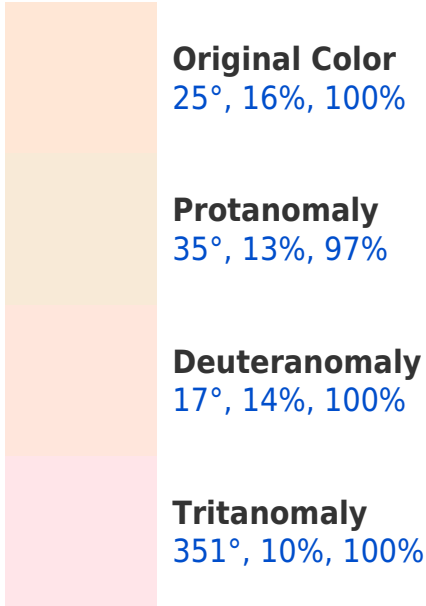 Original Color
25°, 16%, 100%
Protanomaly
35°, 13%, 97%
Deuteranomaly
17°, 14%, 100%
Tritanomaly
351°, 10%, 100%